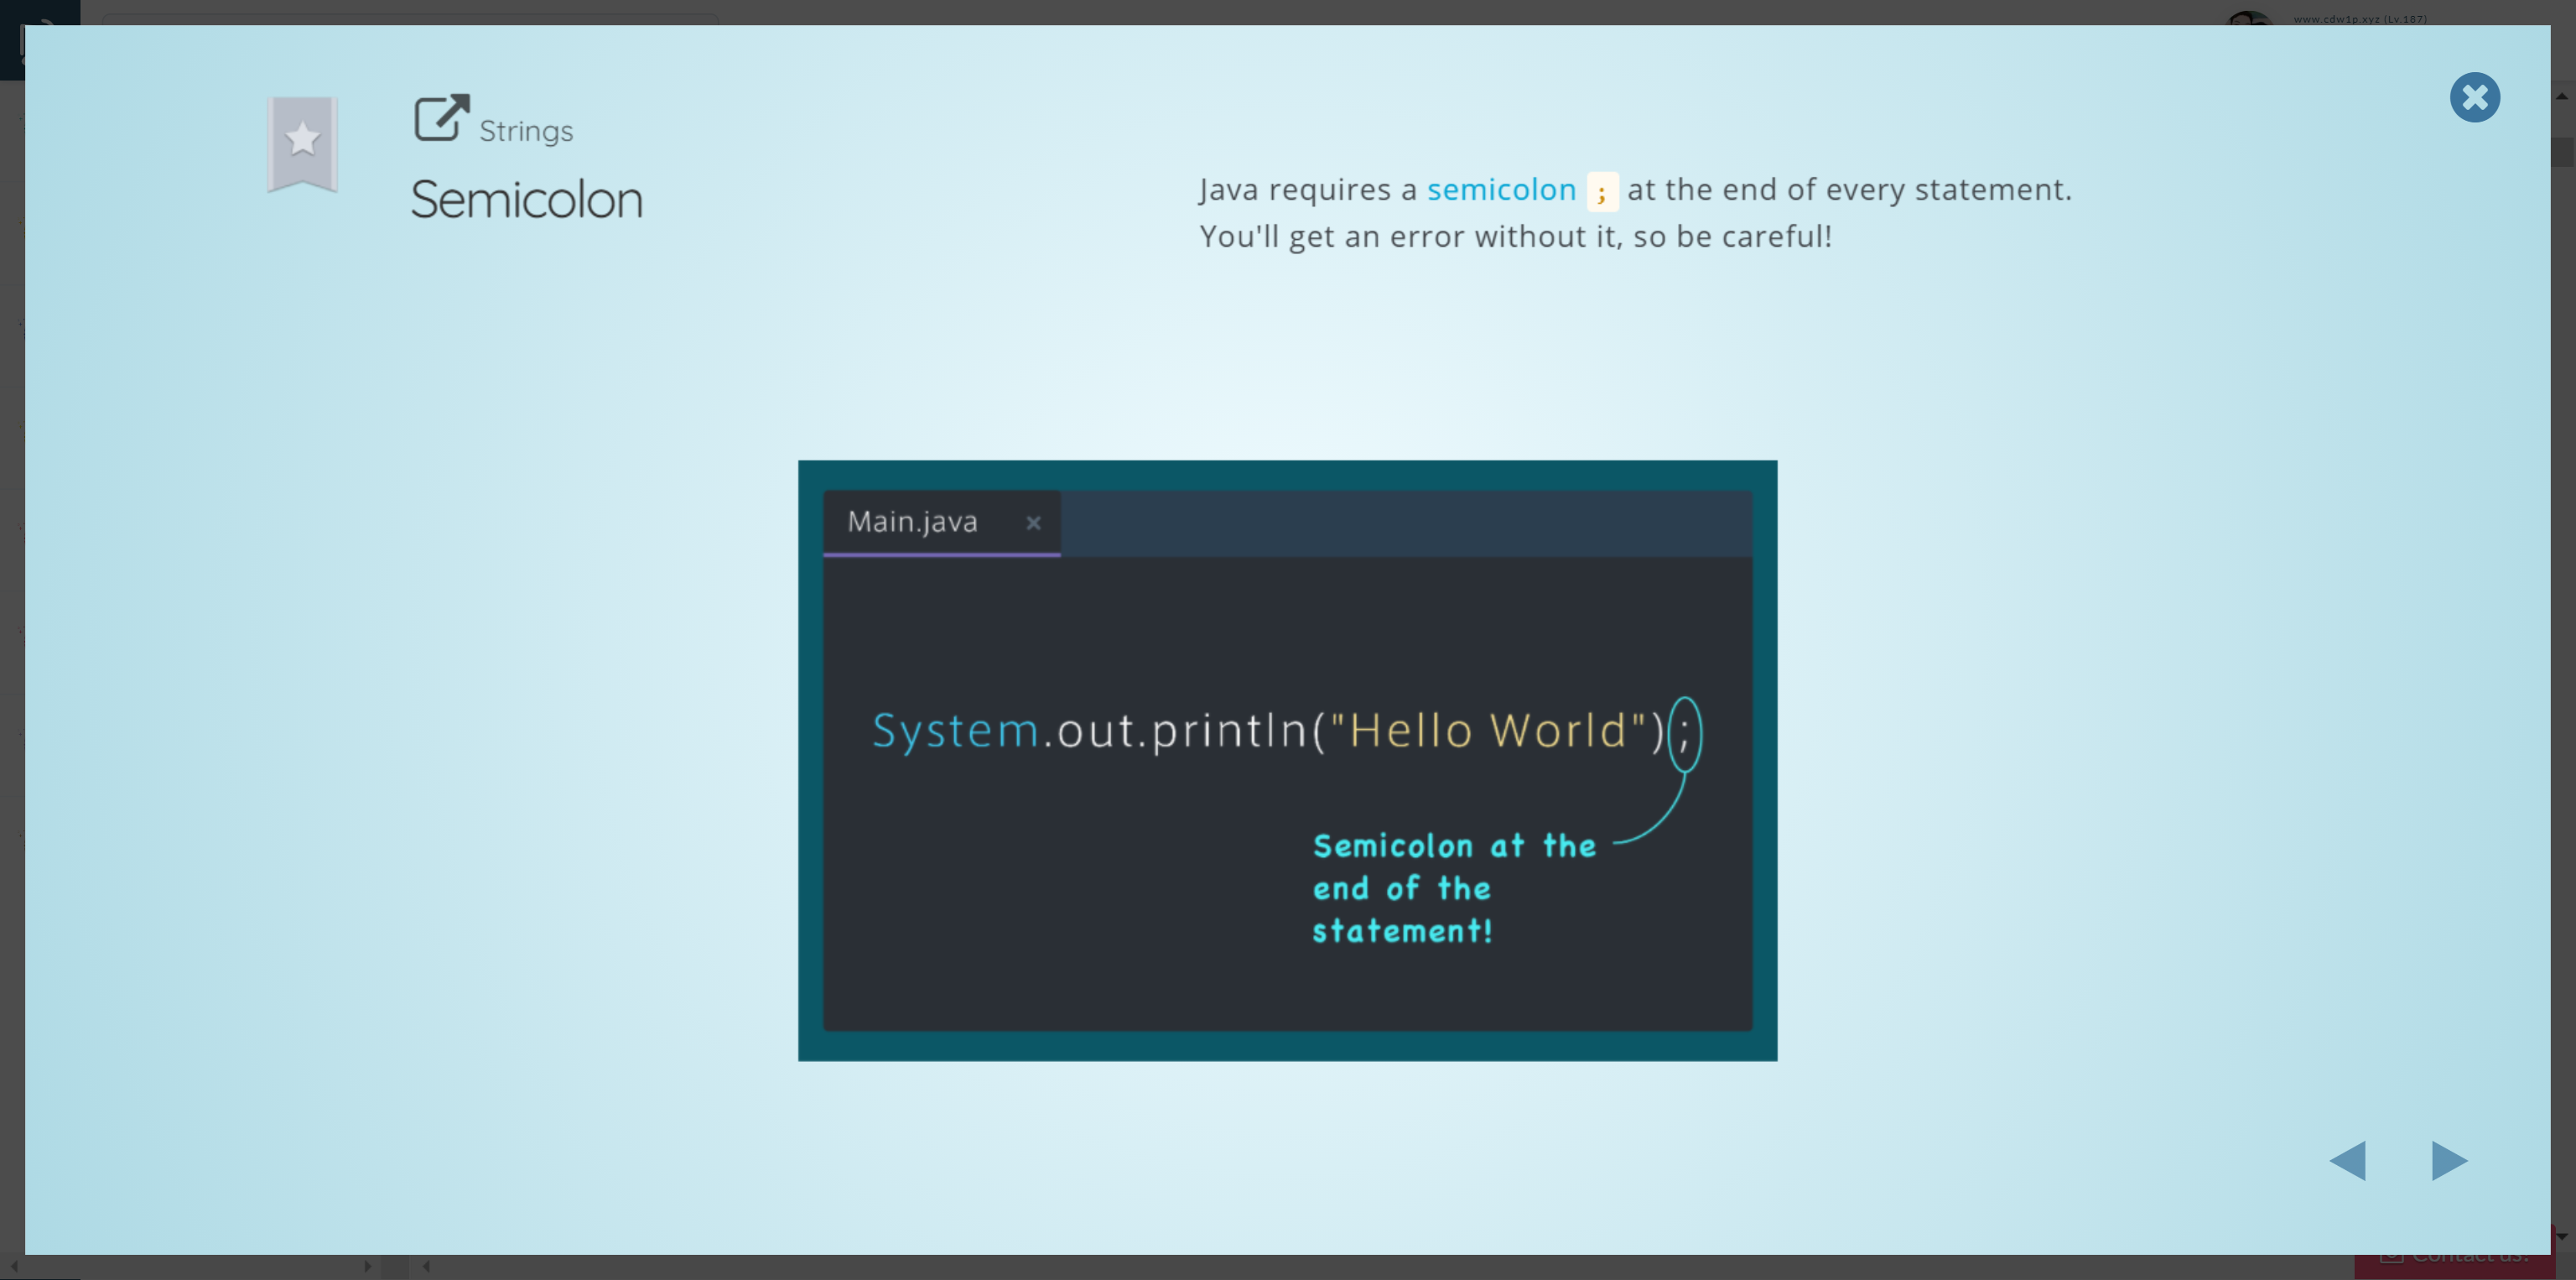 www.cdw1p.xyz (Lv.187)
Strings
Semicolon
Java requires a semicolon ; at the end of every statement.
You'll get an error without it, so be careful!
Main.java
System.out.println("Hello World");
Semicolon at the
end of the
statement!
Contact us!